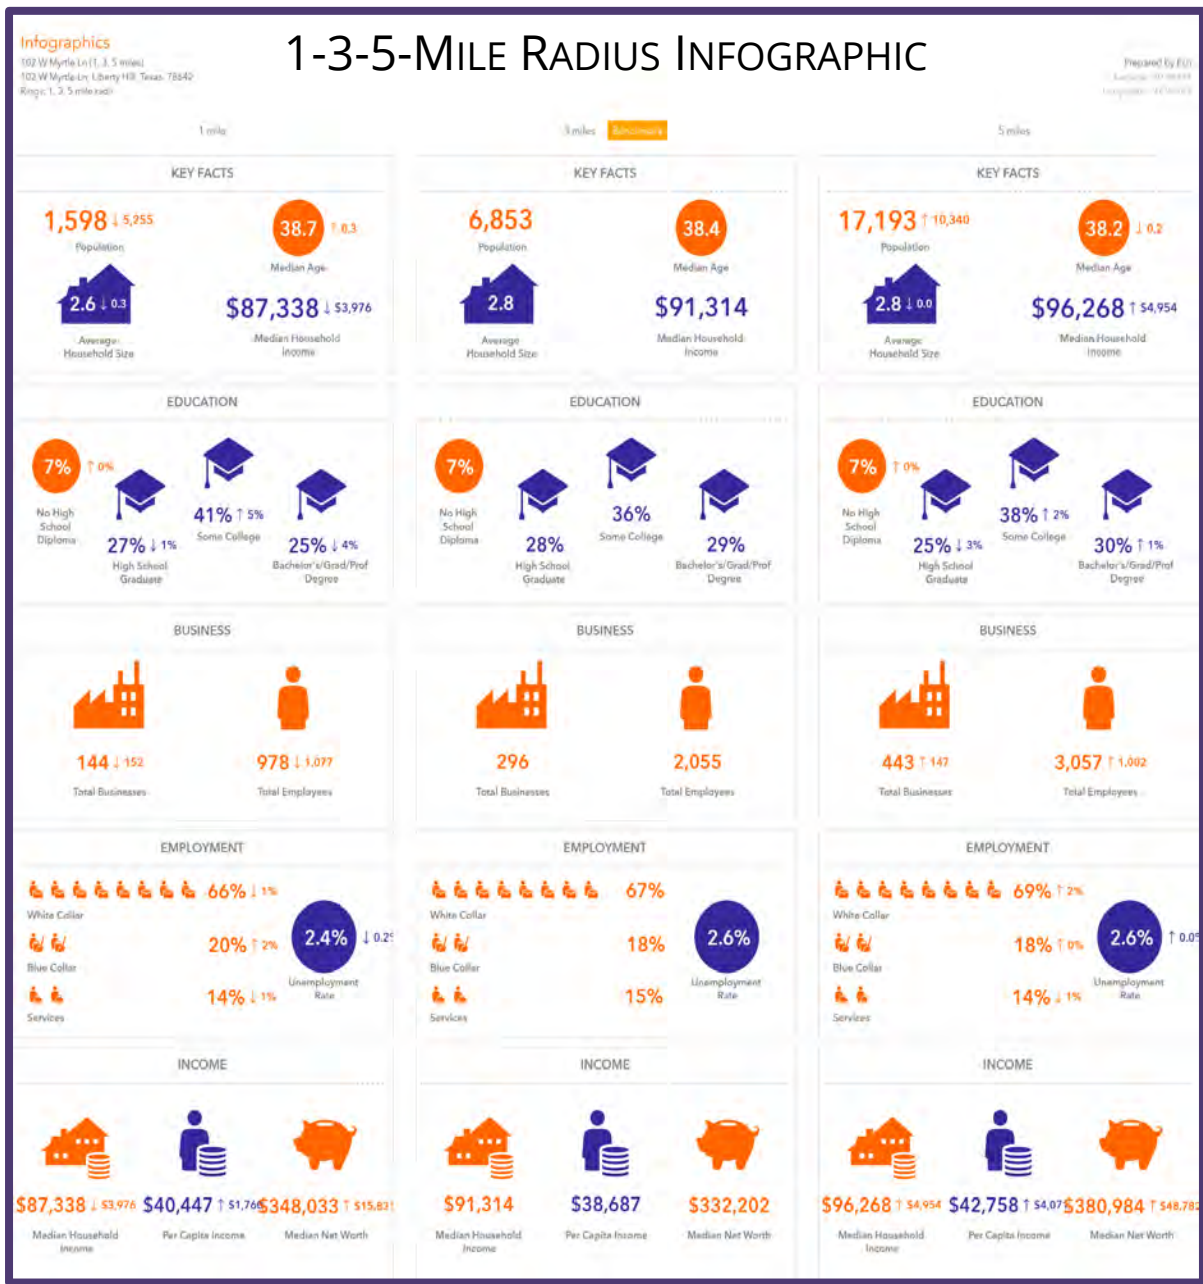 1-3-5-MILE RADIUS INFOGRAPHIC
Infographics
102 W Myrtle Ln (1, 3, 5 miles)
102 W Myrtle Ln, Liberty Hill, Texas, 78642
Rings: 1, 3, 5 mile radii
Prepared by Esri
1 mile
3 miles
5 miles
KEY FACTS
1,598 ↓ 5,255
Population
38.7 ↑ 0.3
Median Age
2.6 ↓ 0.3
Average
Household Size
$87,338 ↓ $3,976
Median Household
Income
EDUCATION
7% ↑ 0%
No High
School
Diploma
27% ↓ 1%
High School
Graduate
41% ↑ 5%
Some College
25% ↓ 4%
Bachelor's/Grad/Prof
Degree
BUSINESS
144 ↓ 152
Total Businesses
978 ↓ 1,077
Total Employees
EMPLOYMENT
66% ↓ 1%
White Collar
20% ↑ 2%
Blue Collar
14% ↓ 1%
Services
2.4% ↓ 0.2%
Unemployment
Rate
INCOME
$87,338 ↓ $3,976
Median Household
Income
$40,447 ↑ $1,760
Per Capita Income
$348,033 ↑ $15,831
Median Net Worth
KEY FACTS
6,853
Population
38.4
Median Age
2.8
Average
Household Size
$91,314
Median Household
Income
EDUCATION
7%
No High
School
Diploma
28%
High School
Graduate
36%
Some College
29%
Bachelor's/Grad/Prof
Degree
BUSINESS
296
Total Businesses
2,055
Total Employees
EMPLOYMENT
67%
White Collar
18%
Blue Collar
15%
Services
2.6%
Unemployment
Rate
INCOME
$91,314
Median Household
Income
$38,687
Per Capita Income
$332,202
Median Net Worth
KEY FACTS
17,193 ↑ 10,340
Population
38.2 ↓ 0.2
Median Age
2.8 ↓ 0.0
Average
Household Size
$96,268 ↑ $4,954
Median Household
Income
EDUCATION
7% ↑ 0%
No High
School
Diploma
25% ↓ 3%
High School
Graduate
38% ↑ 2%
Some College
30% ↑ 1%
Bachelor's/Grad/Prof
Degree
BUSINESS
443 ↑ 147
Total Businesses
3,057 ↑ 1,002
Total Employees
EMPLOYMENT
69% ↑ 2%
White Collar
18% ↑ 0%
Blue Collar
14% ↓ 1%
Services
2.6% ↑ 0.0%
Unemployment
Rate
INCOME
$96,268 ↑ $4,954
Median Household
Income
$42,758 ↑ $4,07
Per Capita Income
$380,984 ↑ $48,782
Median Net Worth